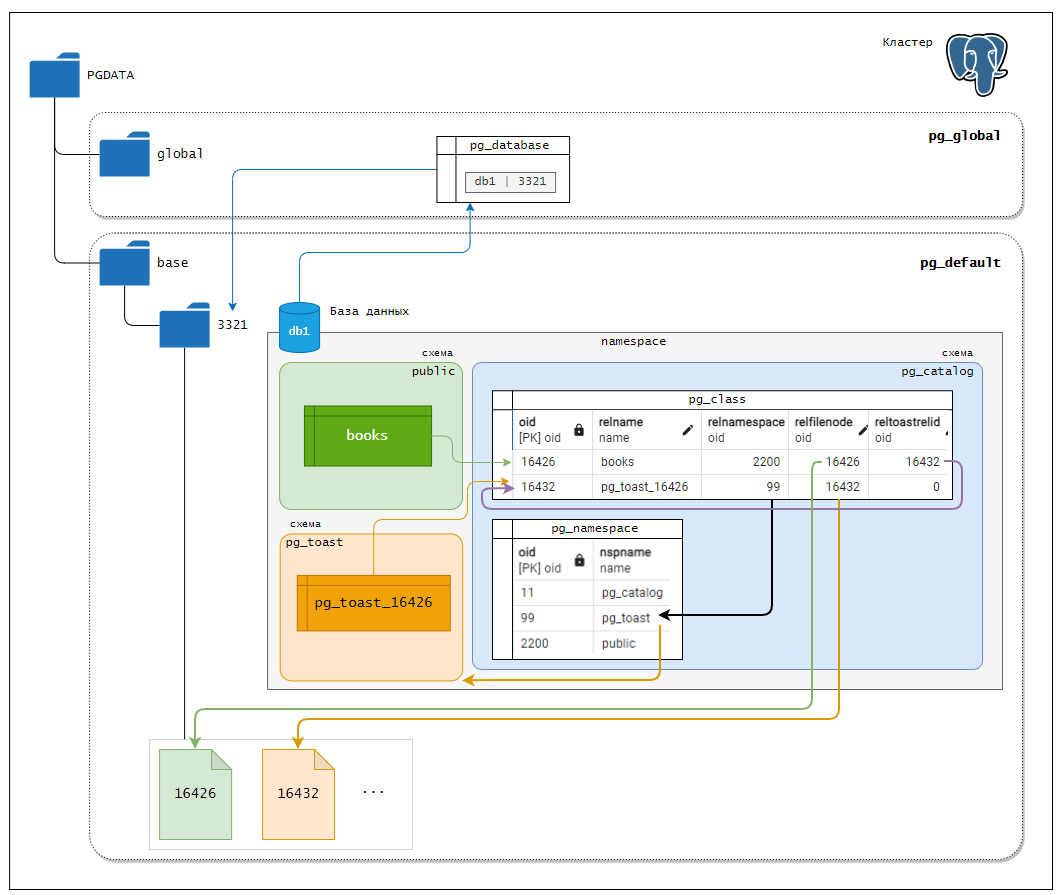 Кластер
PGDATA
pg_global
global
pg_database
db1 | 3321
base
pg_default
3321
База данных
db1
namespace
схема
public
схема
pg_catalog
books
pg_class
oid relname relnamespace relfilenode reltoastrelid
[PK] oid name oid oid oid
16426 books 2200 16426 16432
16432 pg_toast_16426 99 16432 0
схема
pg_toast
pg_toast_16426
pg_namespace
oid nspname
[PK] oid name
11 pg_catalog
99 pg_toast
2200 public
16426
16432
...